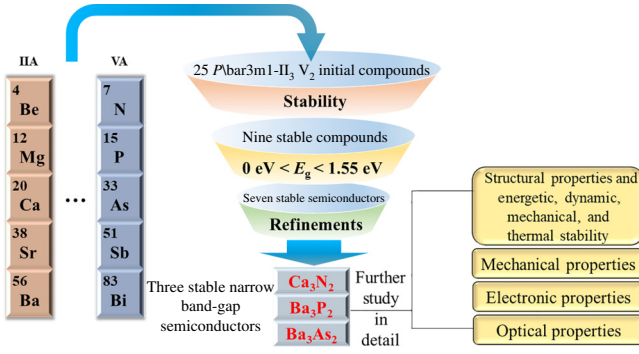 IIA
VA
4
Be
12
Mg
20
Ca
38
Sr
56
Ba
...
7
N
15
P
33
As
51
Sb
83
Bi
25 P\bar3m1-II₃ V₂ initial compounds
Stability
Nine stable compounds
0 eV < E_g < 1.55 eV
Seven stable semiconductors
Refinements
Three stable narrow
band-gap
semiconductors
Ca₃N₂
Ba₃P₂
Ba₃As₂
Further
study
in
detail
Structural properties and
energetic, dynamic,
mechanical, and
thermal stability
Mechanical properties
Electronic properties
Optical properties